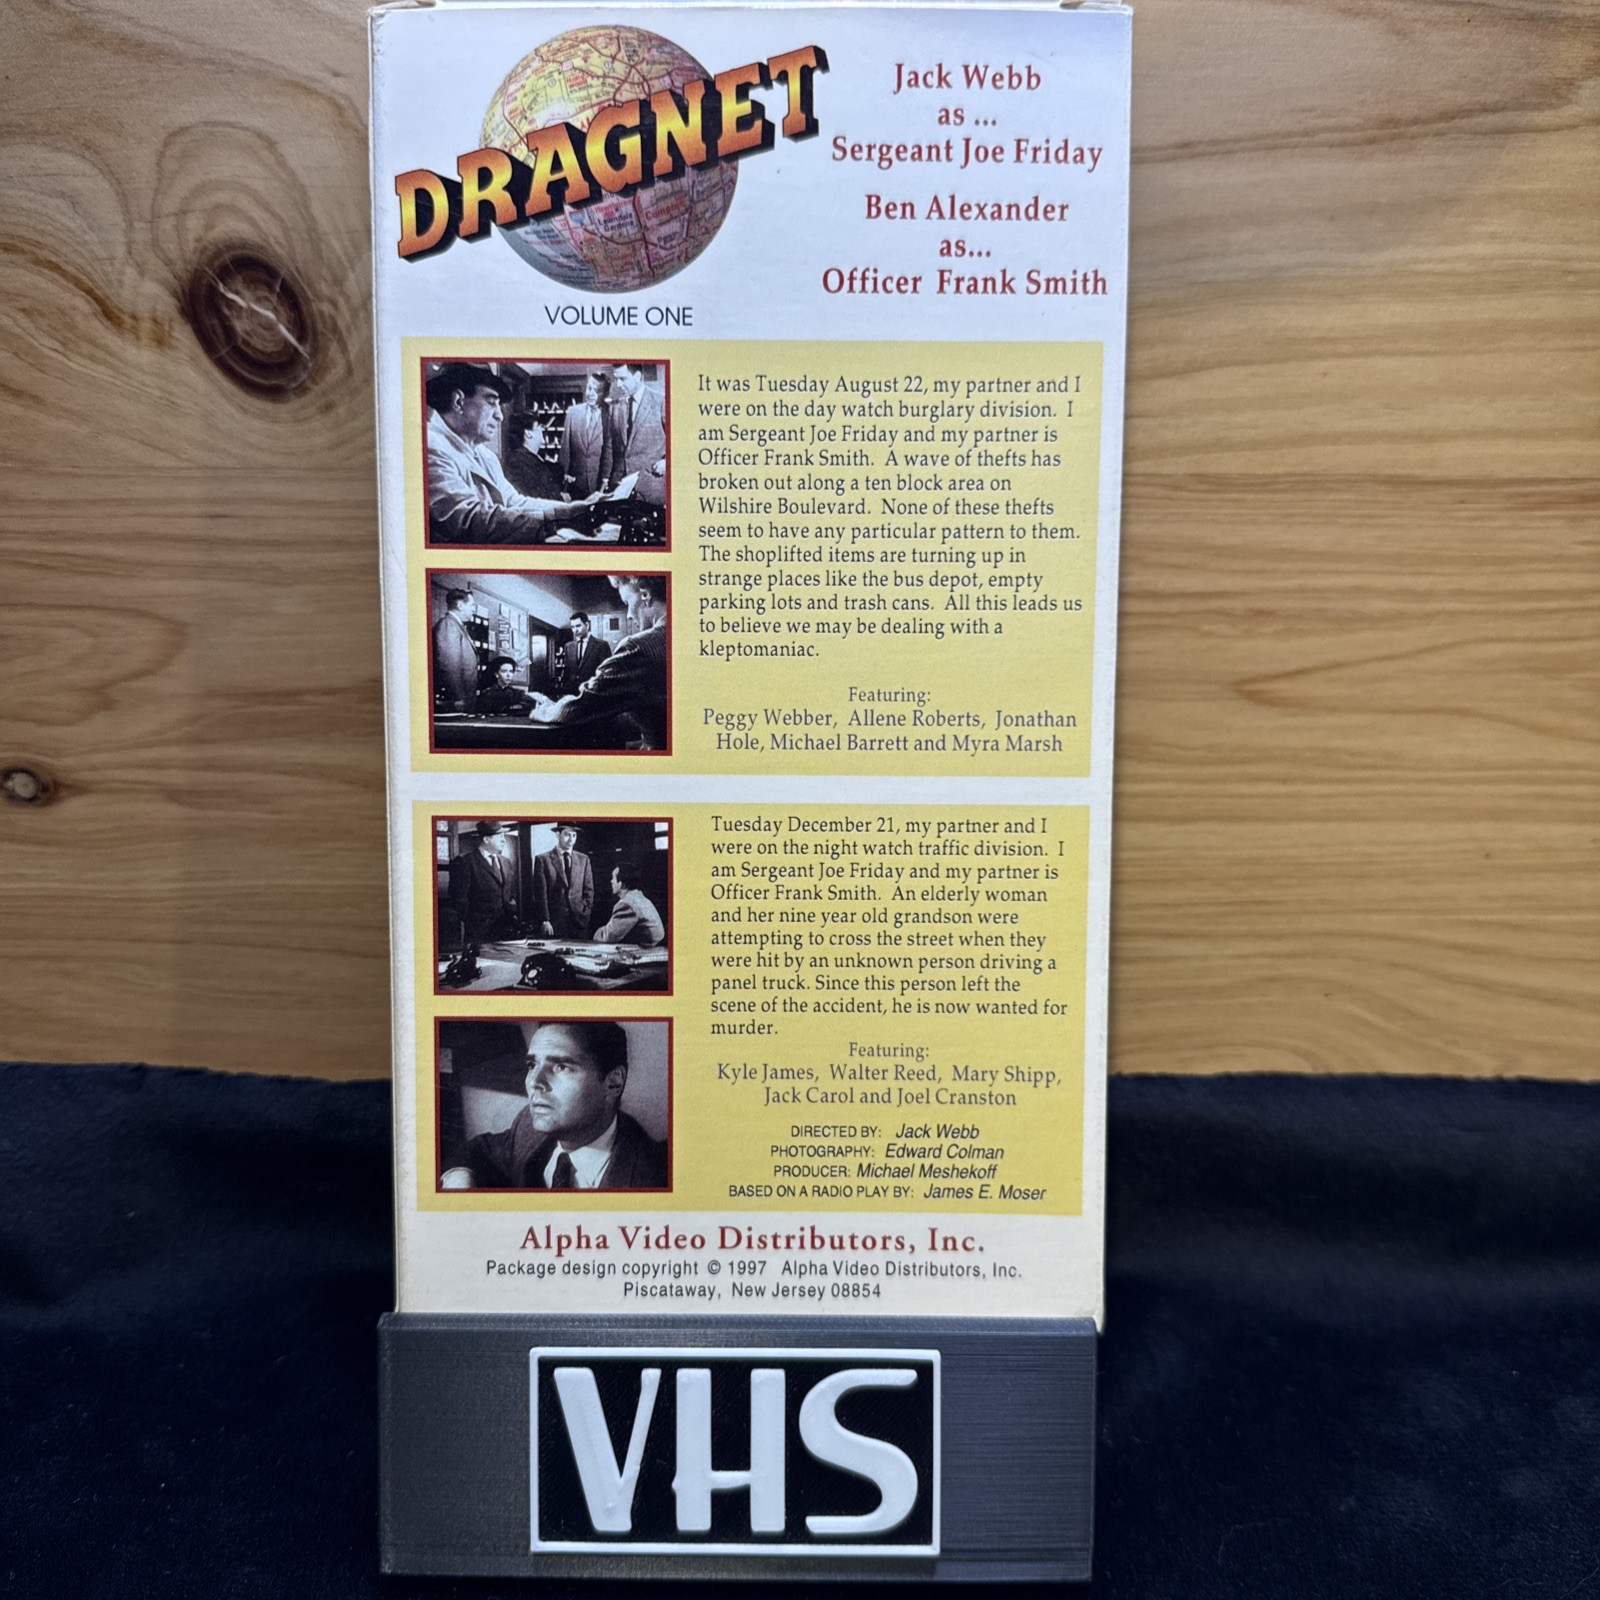 DRAGNET
VOLUME ONE
Jack Webb
as ...
Sergeant Joe Friday
Ben Alexander
as...
Officer Frank Smith
It was Tuesday August 22, my partner and I
were on the day watch burglary division. I
am Sergeant Joe Friday and my partner is
Officer Frank Smith. A wave of thefts has
broken out along a ten block area on
Wilshire Boulevard. None of these thefts
seem to have any particular pattern to them.
The shoplifted items are turning up in
strange places like the bus depot, empty
parking lots and trash cans. All this leads us
to believe we may be dealing with a
kleptomaniac.
Featuring:
Peggy Webber, Allene Roberts, Jonathan
Hole, Michael Barrett and Myra Marsh
Tuesday December 21, my partner and I
were on the night watch traffic division. I
am Sergeant Joe Friday and my partner is
Officer Frank Smith. An elderly woman
and her nine year old grandson were
attempting to cross the street when they
were hit by an unknown person driving a
panel truck. Since this person left the
scene of the accident, he is now wanted for
murder.
Featuring:
Kyle James, Walter Reed, Mary Shipp,
Jack Carol and Joel Cranston
DIRECTED BY: Jack Webb
PHOTOGRAPHY: Edward Colman
PRODUCER: Michael Meshekoff
BASED ON A RADIO PLAY BY: James E. Moser
Alpha Video Distributors, Inc.
Package design copyright © 1997 Alpha Video Distributors, Inc.
Piscataway, New Jersey 08854
VHS